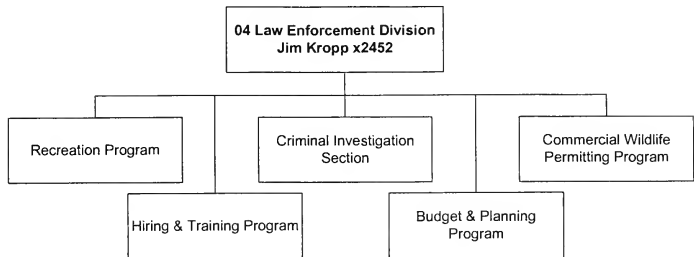 04 Law Enforcement Division
Jim Kropp x2452
Recreation Program
Criminal Investigation
Section
Commercial Wildlife
Permitting Program
Hiring & Training Program
Budget & Planning
Program